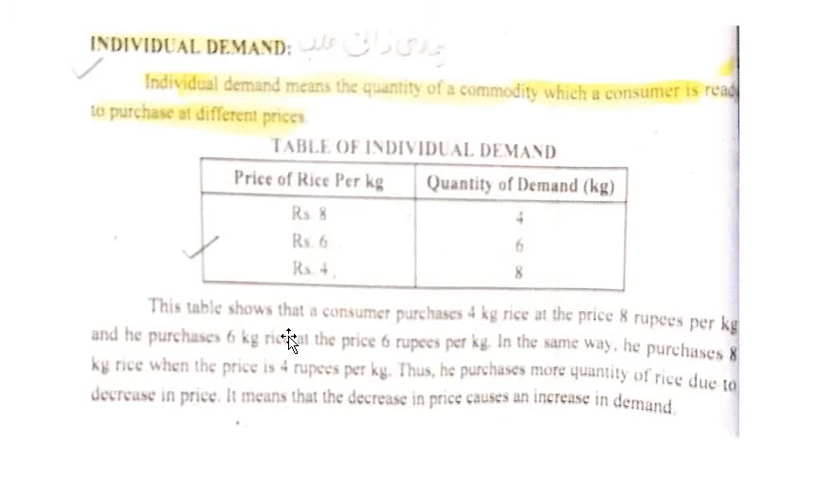 INDIVIDUAL DEMAND:
Individual demand means the quantity of a commodity which a consumer is read
to purchase at different prices
TABLE OF INDIVIDUAL DEMAND
Price of Rice Per kg Quantity of Demand (kg)
Rs 8 4
Rs. 6 6
Rs. 4 8
This table shows that a consumer purchases 4 kg rice at the price 8 rupees per kg
and he purchases 6 kg rice at the price 6 rupees per kg. In the same way, he purchases 8
kg rice when the price is 4 rupees per kg. Thus, he purchases more quantity of rice due to
decrease in price. It means that the decrease in price causes an increase in demand.